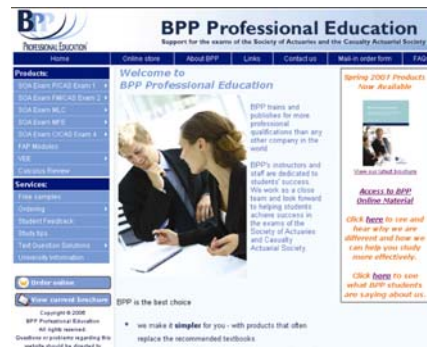 BPP
PROFESSIONAL EDUCATION
BPP Professional Education
Support for the exams of the Society of Actuaries and the Casualty Actuarial Society
Home
Online store
About BPP
Links
Contact us
Mail-in order form
FAQ
Products:
SOA Exam P/CAS Exam 1
SOA Exam FM/CAS Exam 2
SOA Exam MLC
SOA Exam MFE
SOA Exam C/CAS Exam 4
FAP Modules
VEE
Calculus Review
Services:
Free samples
Ordering
Student Feedback
Study tips
Text Question Solutions
University Information
Order online
View current brochure
Copyright © 2006
BPP Professional Education
All rights reserved.
Questions or problems regarding this
website should be directed to
Welcome to
BPP Professional Education
BPP trains and
publishes for more
professional
qualifications than any
other company in the
world.
BPP's instructors and
staff are dedicated to
students' success.
We work as a close
team and look forward
to helping students
achieve success in
the exams of the
Society of Actuaries
and Casualty
Actuarial Society.
BPP is the best choice
we make it simpler for you - with products that often
replace the recommended textbooks
Spring 2007 Products
Now Available
View our latest brochure
Access to BPP
Online Material
Click here to see and
hear why we are
different and how we
can help you study
more effectively.
Click here to see
what BPP students
are saying about us.